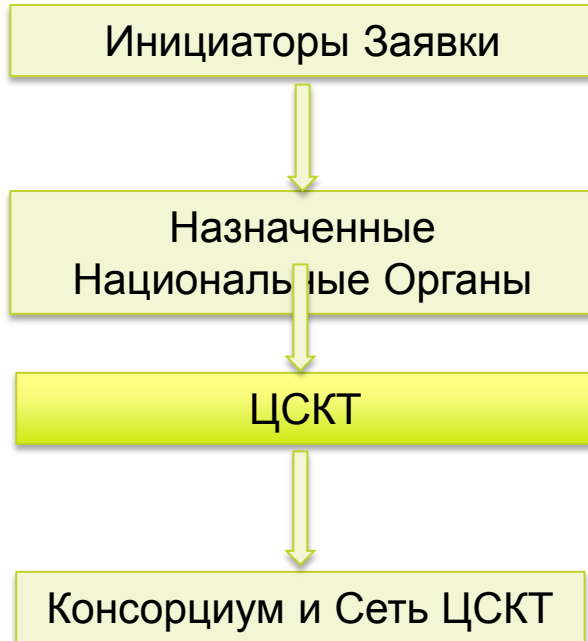 Инициаторы Заявки
Назначенные
Национальные Органы
ЦСКТ
Консорциум и Сеть ЦСКТ